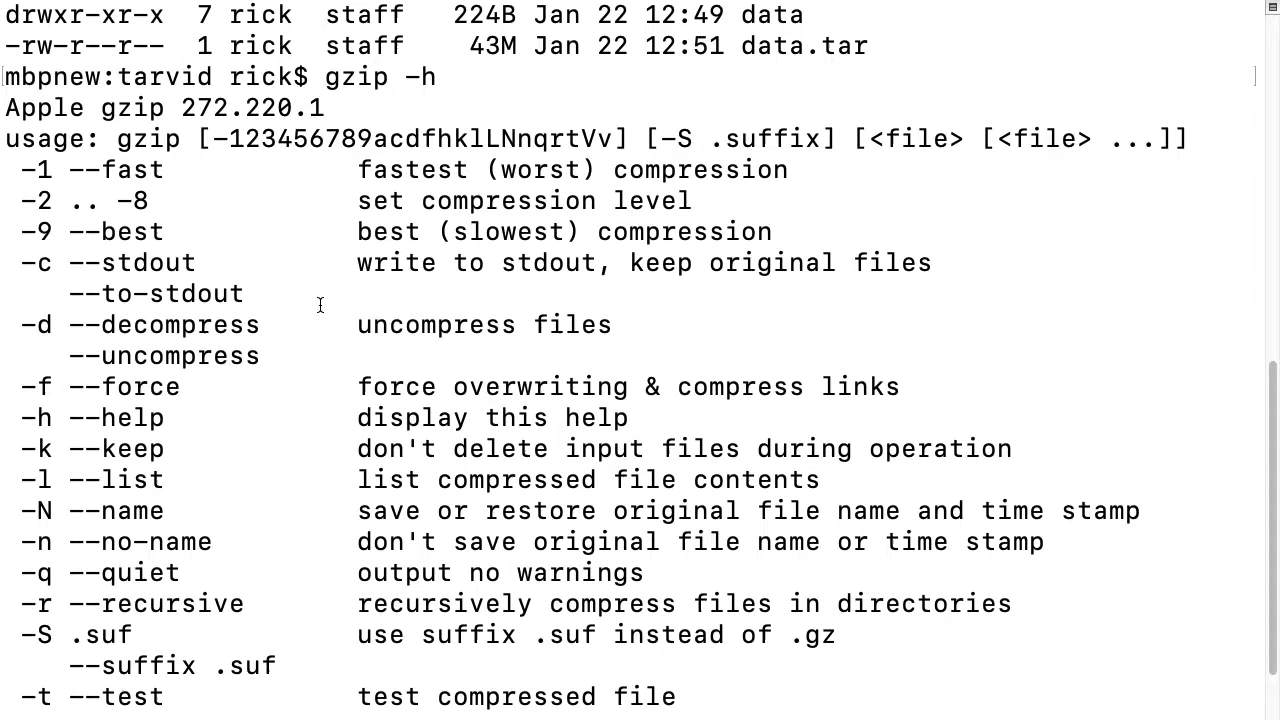 drwxr-xr-x  7 rick  staff   224B Jan 22 12:49 data
-rw-r--r--  1 rick  staff    43M Jan 22 12:51 data.tar
mbpnew:tarvid rick$ gzip -h
Apple gzip 272.220.1
usage: gzip [-123456789acdfhklLNnqrtVv] [-S .suffix] [<file> [<file> ...]]
 -1 --fast            fastest (worst) compression
 -2 .. -8             set compression level
 -9 --best            best (slowest) compression
 -c --stdout          write to stdout, keep original files
    --to-stdout
 -d --decompress      uncompress files
    --uncompress
 -f --force           force overwriting & compress links
 -h --help            display this help
 -k --keep            don't delete input files during operation
 -l --list            list compressed file contents
 -N --name            save or restore original file name and time stamp
 -n --no-name         don't save original file name or time stamp
 -q --quiet           output no warnings
 -r --recursive       recursively compress files in directories
 -S .suf              use suffix .suf instead of .gz
    --suffix .suf
 -t --test            test compressed file